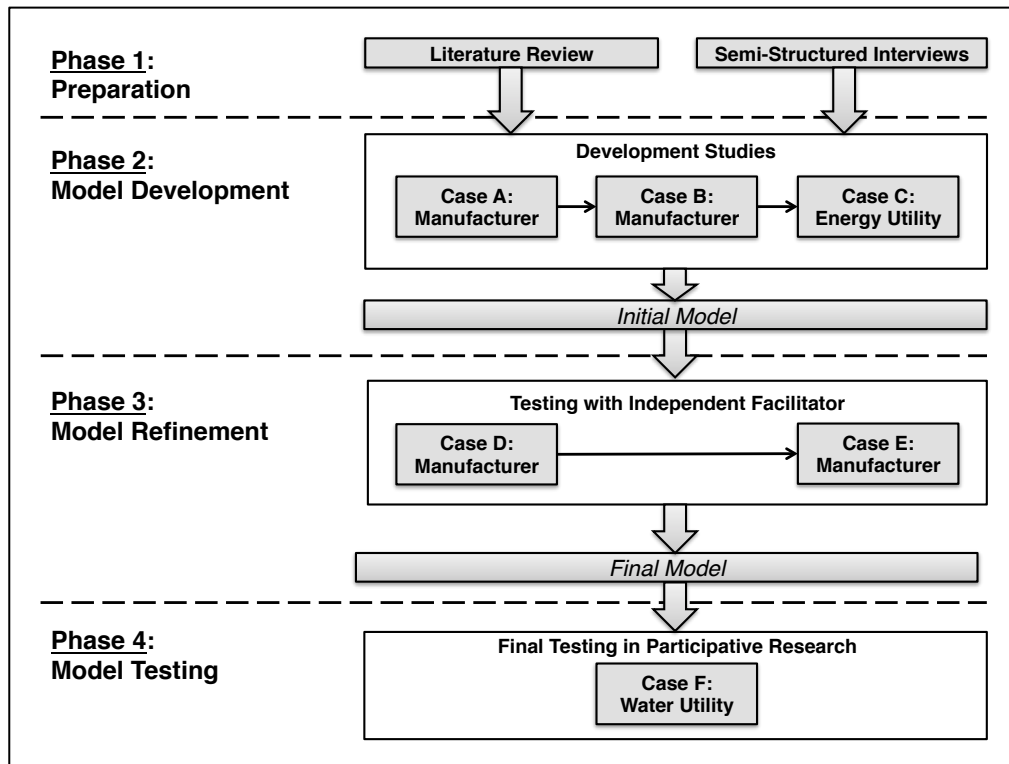 Phase 1:
Preparation
Literature Review
Semi-Structured Interviews
Phase 2:
Model Development
Development Studies
Case A:
Manufacturer
Case B:
Manufacturer
Case C:
Energy Utility
Initial Model
Phase 3:
Model Refinement
Testing with Independent Facilitator
Case D:
Manufacturer
Case E:
Manufacturer
Final Model
Phase 4:
Model Testing
Final Testing in Participative Research
Case F:
Water Utility